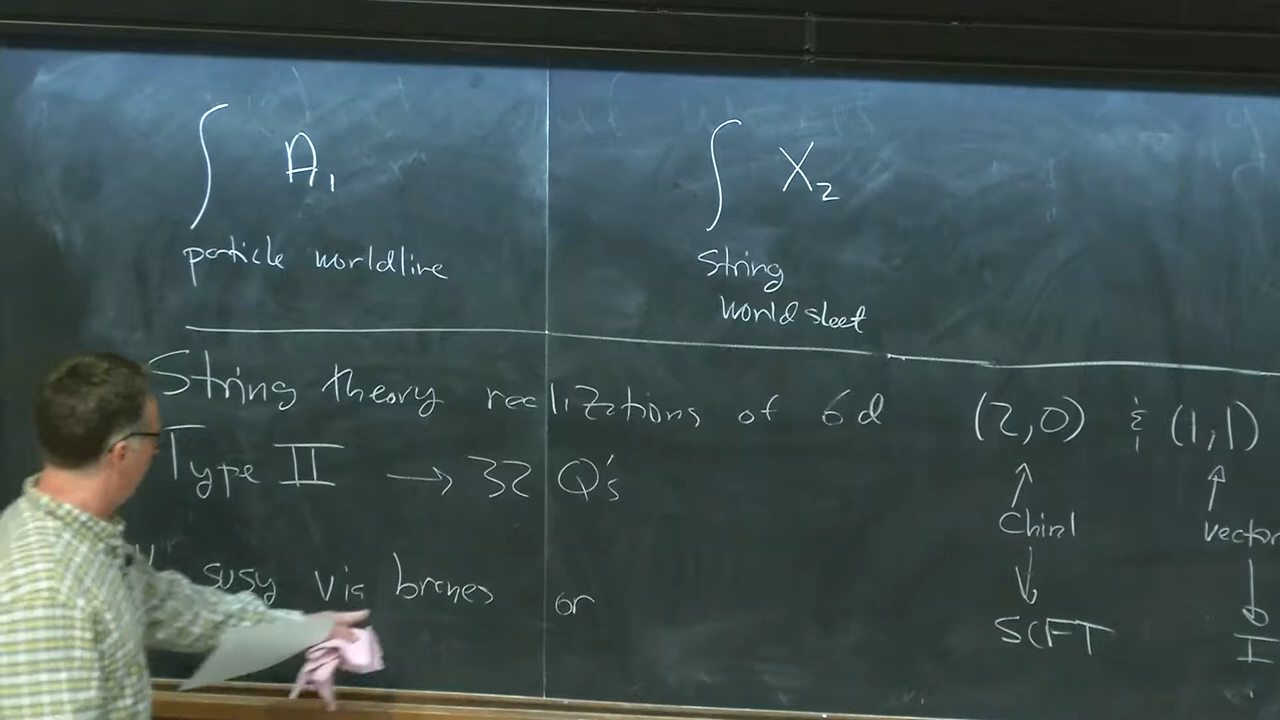 ∫ A₁
particle worldline
∫ X₂
string
worldsheet
String theory realizations of 6d (2,0) & (1,1)
Type II → 32 Q's
susy via branes or
↑
Chiral
↓
SCFT
↑
vector
↓